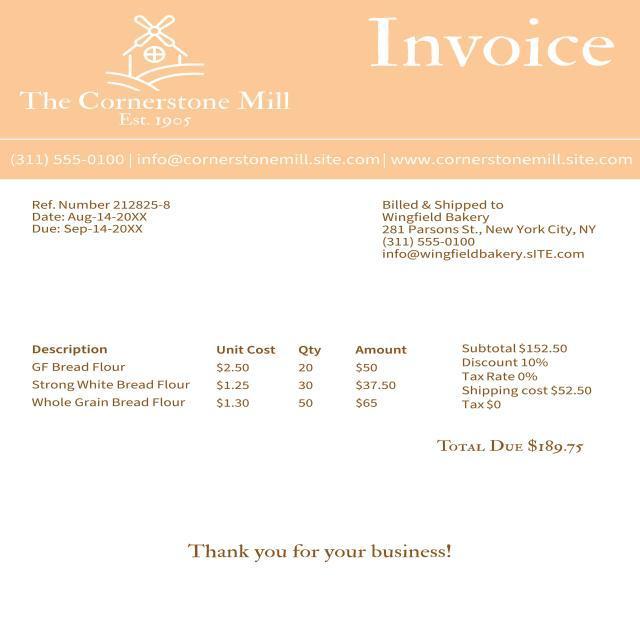 Invoice
The Cornerstone Mill
Est. 1905
(311) 555-0100 | info@cornerstonemill.site.com | www.cornerstonemill.site.com
Ref. Number 212825-8
Date: Aug-14-20XX
Due: Sep-14-20XX
Billed & Shipped to
Wingfield Bakery
281 Parsons St., New York City, NY
(311) 555-0100
info@wingfieldbakery.sITE.com
Description Unit Cost Qty Amount
GF Bread Flour $2.50 20 $50
Strong White Bread Flour $1.25 30 $37.50
Whole Grain Bread Flour $1.30 50 $65
Subtotal $152.50
Discount 10%
Tax Rate 0%
Shipping cost $52.50
Tax $0
Total Due $189.75
Thank you for your business!